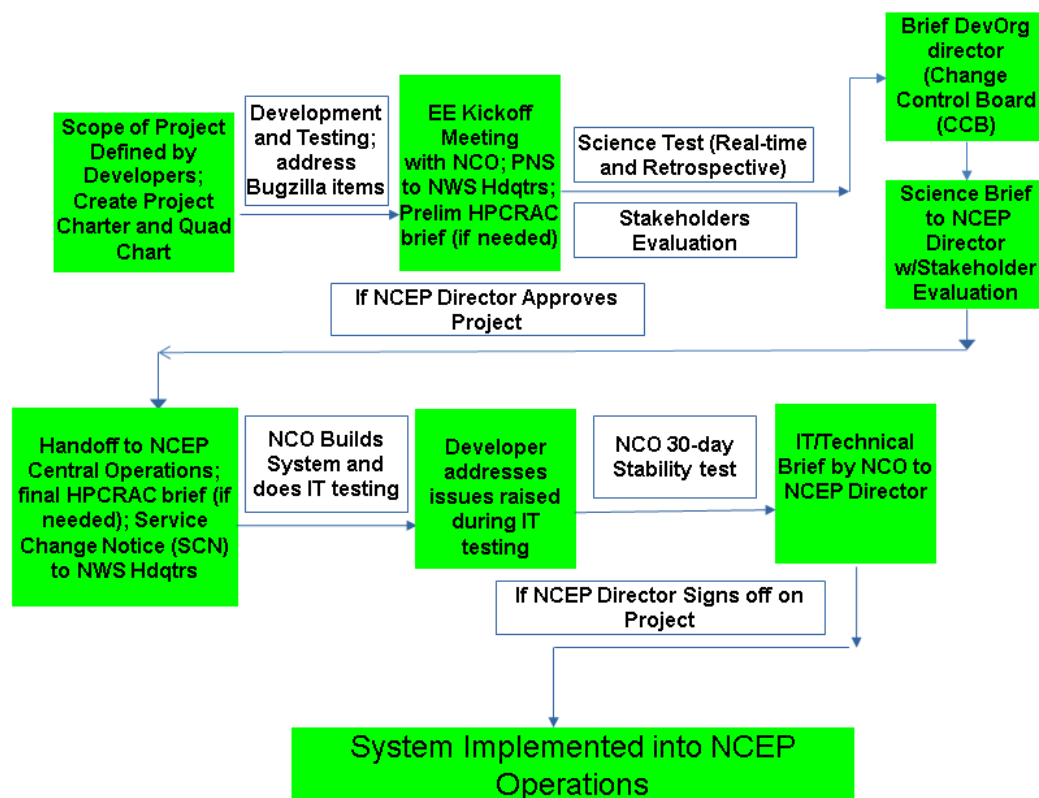 Scope of Project
Defined by
Developers;
Create Project
Charter and Quad
Chart
Development
and Testing;
address
Bugzilla items
EE Kickoff
Meeting
with NCO; PNS
to NWS Hdqtrs;
Prelim HPCRAC
brief (if needed)
Science Test (Real-time
and Retrospective)
Stakeholders
Evaluation
Brief DevOrg
director
(Change
Control Board
(CCB)
Science Brief
to NCEP
Director
w/Stakeholder
Evaluation
If NCEP Director Approves
Project
Handoff to NCEP
Central Operations;
final HPCRAC brief (if
needed); Service
Change Notice (SCN)
to NWS Hdqtrs
NCO Builds
System and
does IT testing
Developer
addresses
issues raised
during IT
testing
NCO 30-day
Stability test
IT/Technical
Brief by NCO to
NCEP Director
If NCEP Director Signs off on
Project
System Implemented into NCEP
Operations